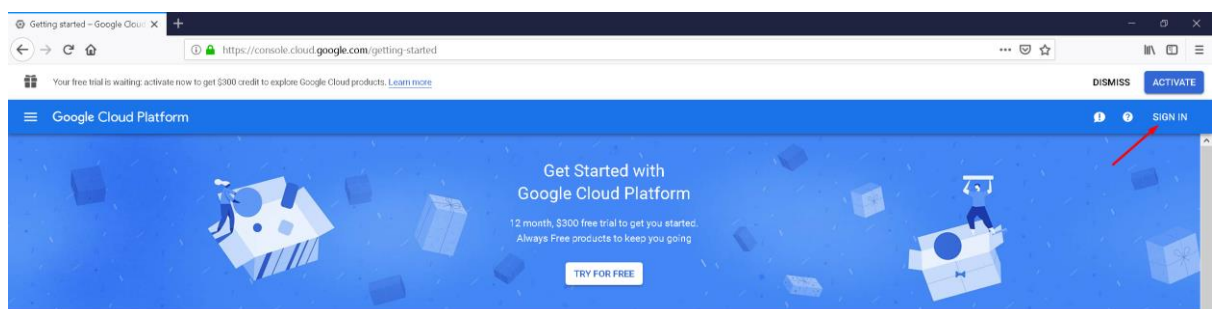 Getting started – Google Cloud
https://console.cloud.google.com/getting-started
Your free trial is waiting: activate now to get $300 credit to explore Google Cloud products. Learn more
DISMISS
ACTIVATE
Google Cloud Platform
SIGN IN
Get Started with
Google Cloud Platform
12 month, $300 free trial to get you started.
Always Free products to keep you going
TRY FOR FREE